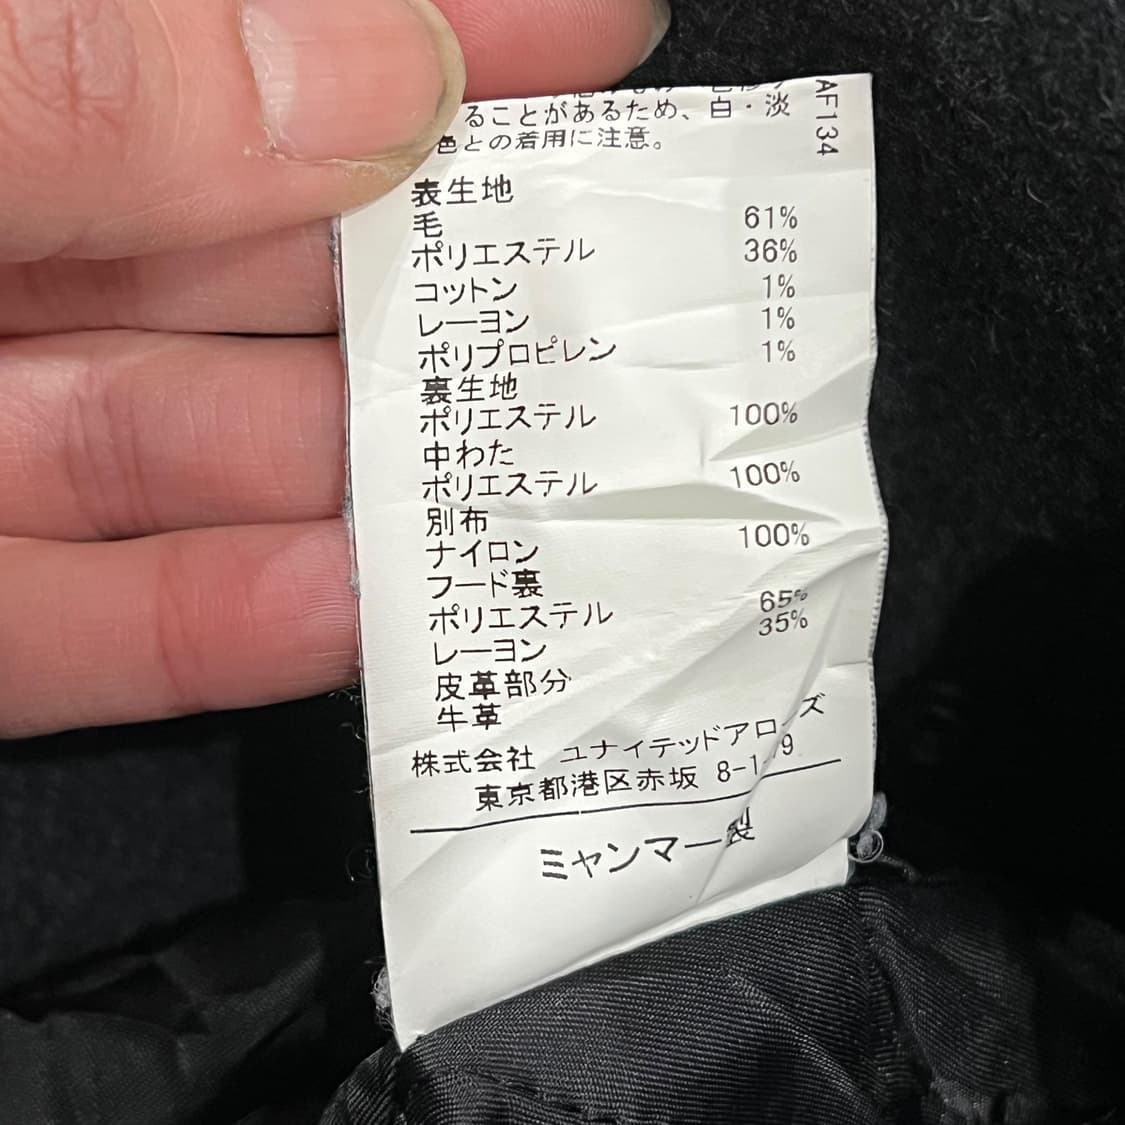 ることがあるため、白・淡
色との着用に注意。
AF134
表生地
毛 61%
ポリエステル 36%
コットン 1%
レーヨン 1%
ポリプロピレン 1%
裏生地
ポリエステル 100%
中わた
ポリエステル 100%
別布
ナイロン 100%
フード裏
ポリエステル 65%
レーヨン 35%
皮革部分
牛革
株式会社 ユナイテッドアローズ
東京都港区赤坂
ミャンマー製